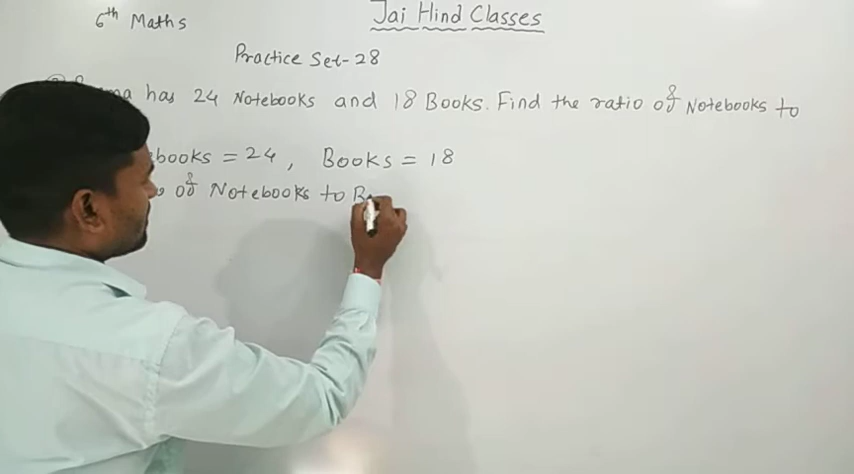 6th Maths
Jai Hind Classes
Practice Set-28
has 24 Notebooks and 18 Books. Find the ratio of Notebooks to
books = 24, Books = 18
of Notebooks to